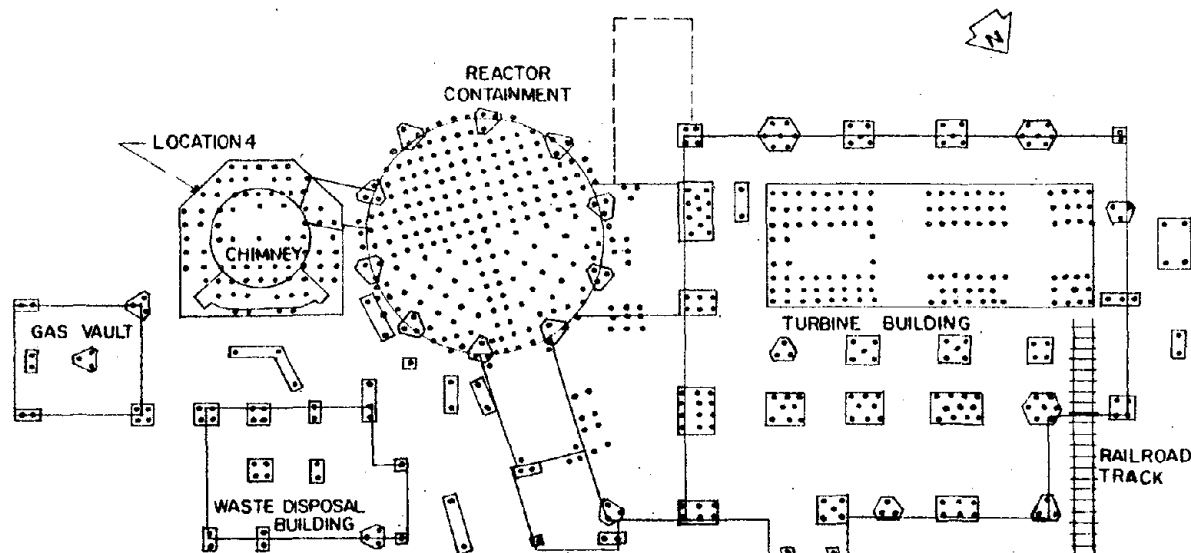 N
REACTOR
CONTAINMENT
LOCATION 4
CHIMNEY
GAS VAULT
TURBINE BUILDING
WASTE DISPOSAL
BUILDING
RAILROAD
TRACK